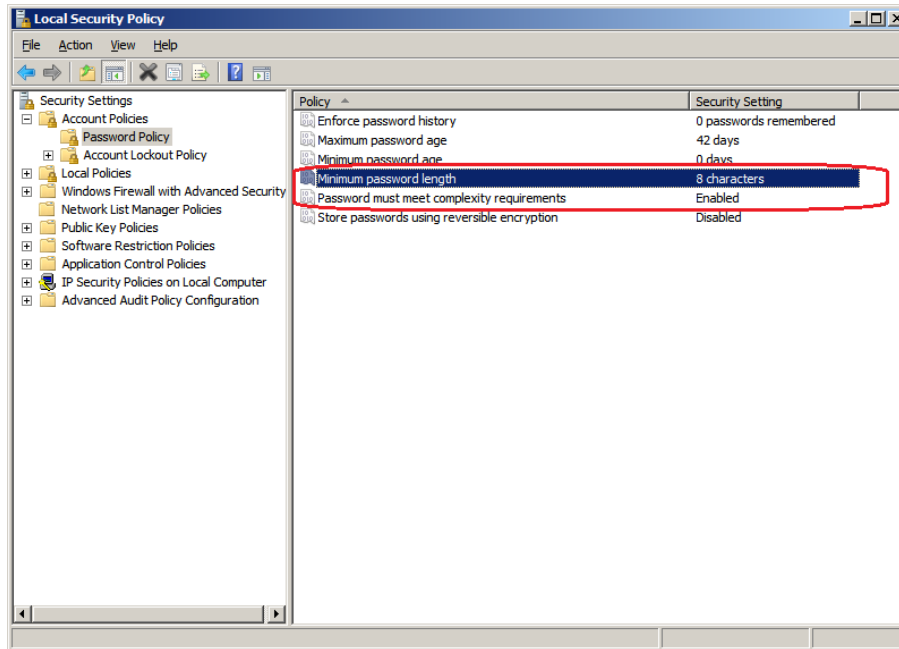 Local Security Policy
File Action View Help
Security Settings
Account Policies
Password Policy
Account Lockout Policy
Local Policies
Windows Firewall with Advanced Security
Network List Manager Policies
Public Key Policies
Software Restriction Policies
Application Control Policies
IP Security Policies on Local Computer
Advanced Audit Policy Configuration
Policy Security Setting
Enforce password history 0 passwords remembered
Maximum password age 42 days
Minimum password age 0 days
Minimum password length 8 characters
Password must meet complexity requirements Enabled
Store passwords using reversible encryption Disabled